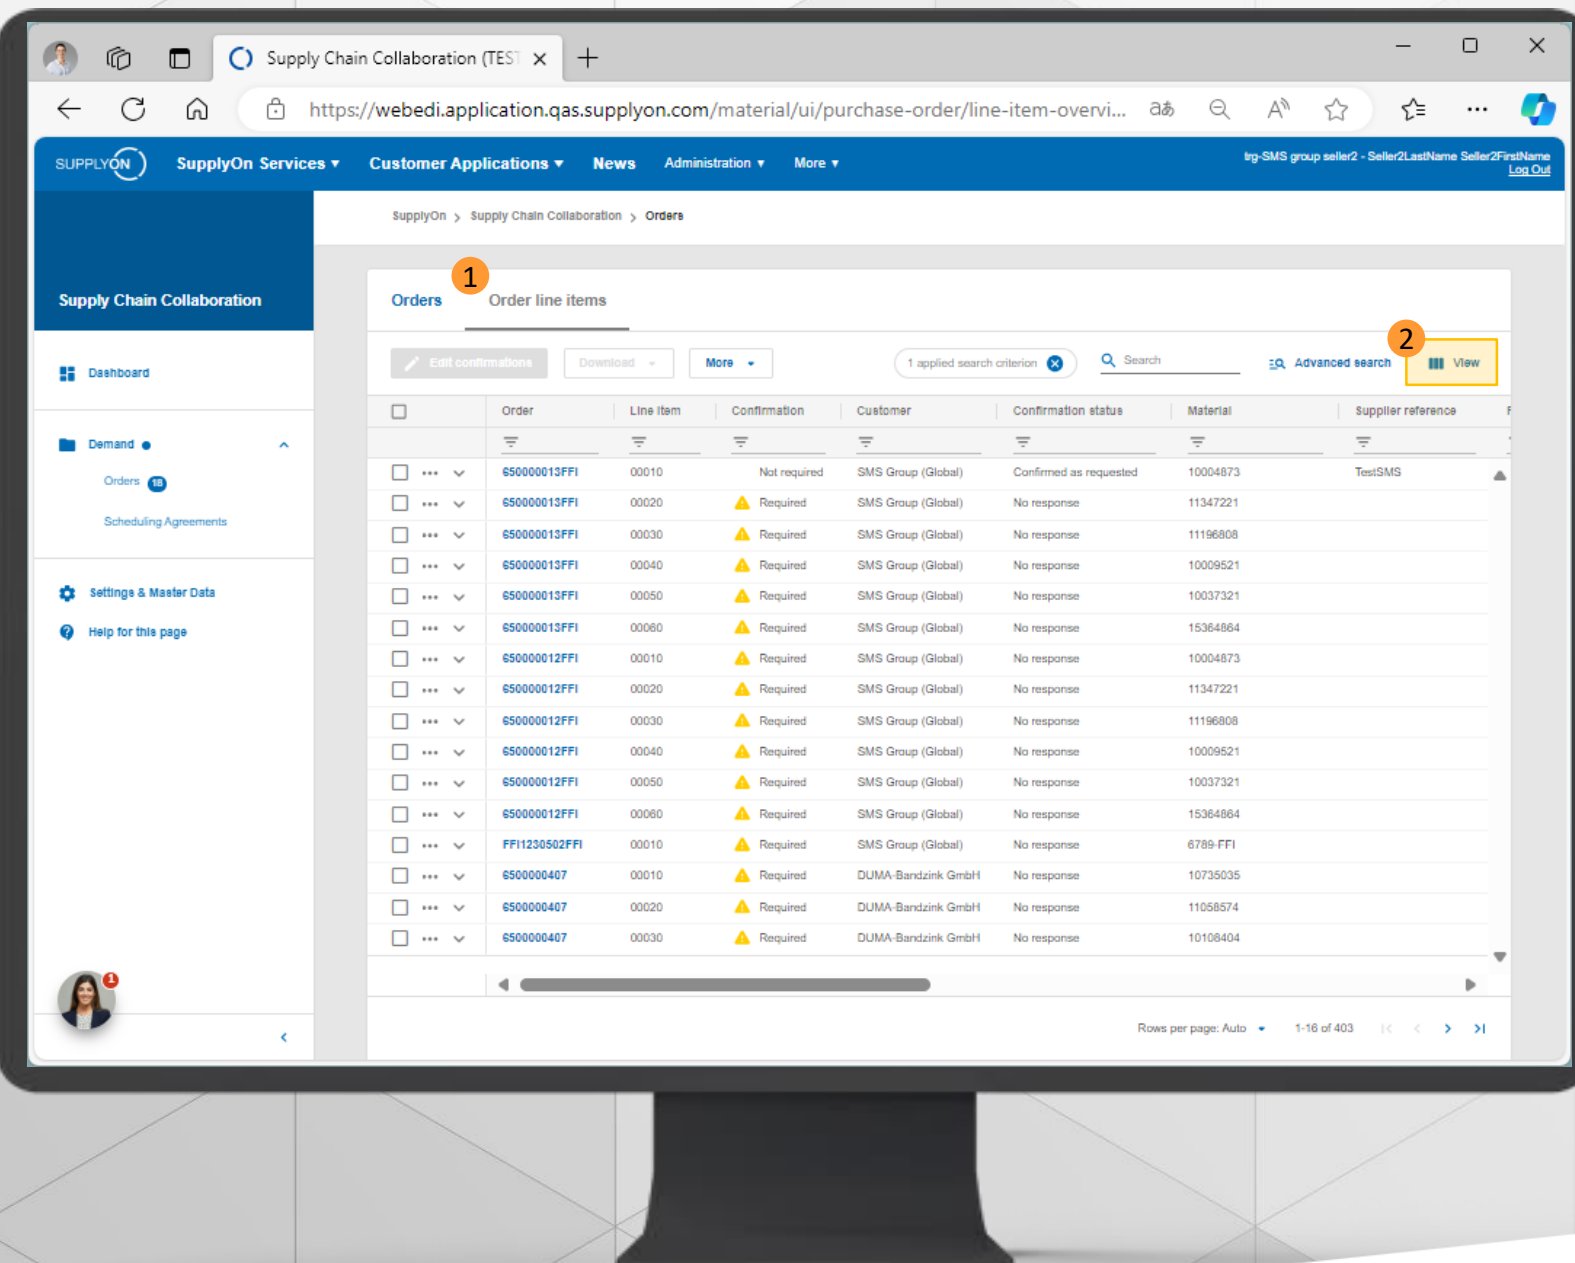 Supply Chain Collaboration (TEST
https://webedi.application.qas.supplyon.com/material/ui/purchase-order/line-item-overvi...
SUPPLYON
SupplyOn Services
Customer Applications
News
Administration
More
trg-SMS group seller2 - Seller2LastName Seller2FirstName
Log Out
SupplyOn > Supply Chain Collaboration > Orders
Supply Chain Collaboration
Dashboard
Demand
Orders 18
Scheduling Agreements
Settings & Master Data
Help for this page
1
1
Orders
Order line items
2
Edit confirmations
Download
More
1 applied search criterion
Search
Advanced search
View
Order Line Item Confirmation Customer Confirmation status Material Supplier reference
650000013FFI 00010 Not required SMS Group (Global) Confirmed as requested 10004873 TestSMS
650000013FFI 00020 Required SMS Group (Global) No response 11347221
650000013FFI 00030 Required SMS Group (Global) No response 11196808
650000013FFI 00040 Required SMS Group (Global) No response 10009521
650000013FFI 00050 Required SMS Group (Global) No response 10037321
650000013FFI 00060 Required SMS Group (Global) No response 15364864
650000012FFI 00010 Required SMS Group (Global) No response 10004873
650000012FFI 00020 Required SMS Group (Global) No response 11347221
650000012FFI 00030 Required SMS Group (Global) No response 11196808
650000012FFI 00040 Required SMS Group (Global) No response 10009521
650000012FFI 00050 Required SMS Group (Global) No response 10037321
650000012FFI 00060 Required SMS Group (Global) No response 15364864
FFI1230502FFI 00010 Required SMS Group (Global) No response 6789-FFI
6500000407 00010 Required DUMA-Bandzink GmbH No response 10735035
6500000407 00020 Required DUMA-Bandzink GmbH No response 11058574
6500000407 00030 Required DUMA-Bandzink GmbH No response 10108404
Rows per page: Auto
1-16 of 403